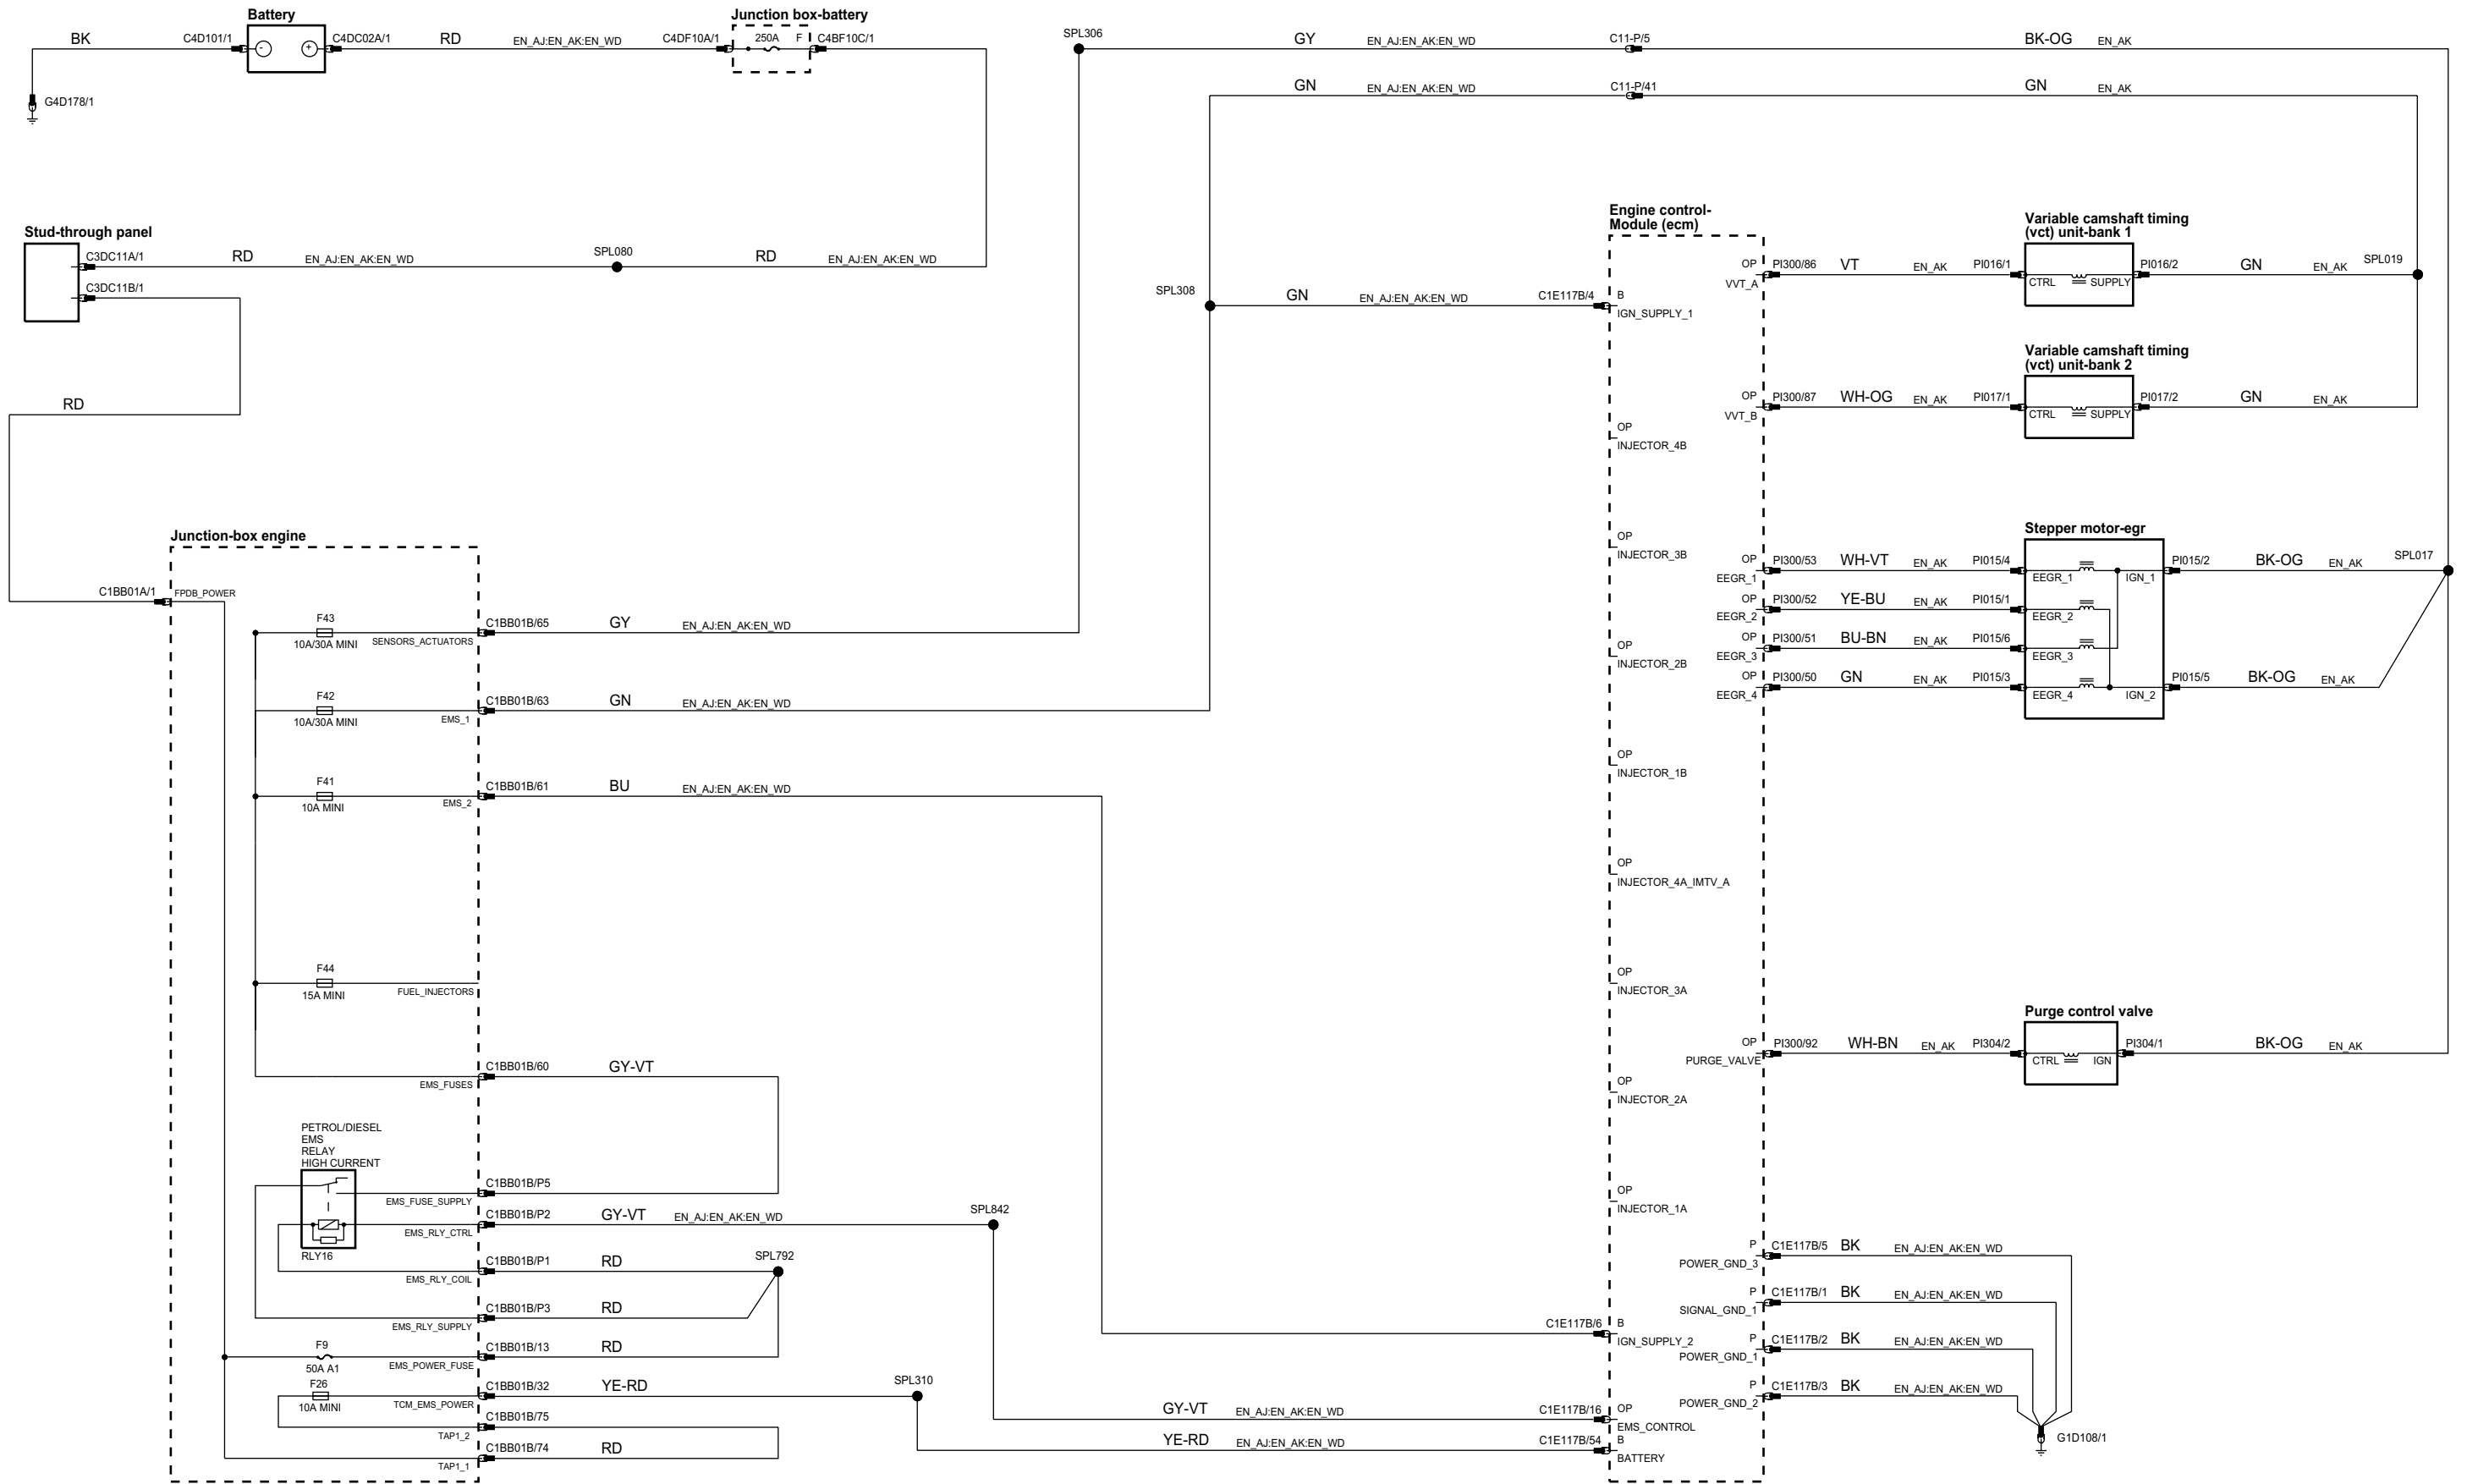 Battery
Junction box-battery
BK
C4D101/1
-
+
C4DC02A/1
RD
EN_AJ:EN_AK:EN_WD
C4DF10A/1
250A
F
C4BF10C/1
G4D178/1
SPL306
GY
EN_AJ:EN_AK:EN_WD
C11-P/5
BK-OG
EN_AK
GN
EN_AJ:EN_AK:EN_WD
C11-P/41
GN
EN_AK
Stud-through panel
C3DC11A/1
RD
EN_AJ:EN_AK:EN_WD
SPL080
RD
EN_AJ:EN_AK:EN_WD
C3DC11B/1
RD
SPL308
GN
EN_AJ:EN_AK:EN_WD
C1E117B/4
Engine control-
Module (ecm)
B
IGN_SUPPLY_1
OP
VVT_A
PI300/86
VT
EN_AK
PI016/1
Variable camshaft timing
(vct) unit-bank 1
CTRL
SUPPLY
PI016/2
GN
EN_AK
SPL019
OP
VVT_B
PI300/87
WH-OG
EN_AK
PI017/1
Variable camshaft timing
(vct) unit-bank 2
CTRL
SUPPLY
PI017/2
GN
EN_AK
OP
INJECTOR_4B
OP
INJECTOR_3B
OP
INJECTOR_2B
OP
INJECTOR_1B
OP
INJECTOR_4A_IMTV_A
OP
INJECTOR_3A
OP
INJECTOR_2A
OP
INJECTOR_1A
Stepper motor-egr
OP
EEGR_1
PI300/53
WH-VT
EN_AK
PI015/4
EEGR_1
IGN_1
PI015/2
BK-OG
EN_AK
SPL017
OP
EEGR_2
PI300/52
YE-BU
EN_AK
PI015/1
EEGR_2
OP
EEGR_3
PI300/51
BU-BN
EN_AK
PI015/6
EEGR_3
OP
EEGR_4
PI300/50
GN
EN_AK
PI015/3
EEGR_4
IGN_2
PI015/5
BK-OG
EN_AK
Purge control valve
OP
PURGE_VALVE
PI300/92
WH-BN
EN_AK
PI304/2
CTRL
IGN
PI304/1
BK-OG
EN_AK
Junction-box engine
C1BB01A/1
FPDB_POWER
F43
10A/30A MINI
SENSORS_ACTUATORS
C1BB01B/65
GY
EN_AJ:EN_AK:EN_WD
F42
10A/30A MINI
EMS_1
C1BB01B/63
GN
EN_AJ:EN_AK:EN_WD
F41
10A MINI
EMS_2
C1BB01B/61
BU
EN_AJ:EN_AK:EN_WD
F44
15A MINI
FUEL_INJECTORS
EMS_FUSES
C1BB01B/60
GY-VT
PETROL/DIESEL
EMS
RELAY
HIGH CURRENT
RLY16
EMS_FUSE_SUPPLY
C1BB01B/P5
EMS_RLY_CTRL
C1BB01B/P2
GY-VT
EN_AJ:EN_AK:EN_WD
SPL842
EMS_RLY_COIL
C1BB01B/P1
RD
SPL792
EMS_RLY_SUPPLY
C1BB01B/P3
RD
F9
50A A1
EMS_POWER_FUSE
C1BB01B/13
RD
F26
10A MINI
TCM_EMS_POWER
C1BB01B/32
YE-RD
SPL310
TAP1_2
C1BB01B/75
TAP1_1
C1BB01B/74
RD
C1E117B/6
B
IGN_SUPPLY_2
GY-VT
EN_AJ:EN_AK:EN_WD
C1E117B/16
OP
EMS_CONTROL
YE-RD
EN_AJ:EN_AK:EN_WD
C1E117B/54
B
BATTERY
P
POWER_GND_3
C1E117B/5
BK
EN_AJ:EN_AK:EN_WD
P
SIGNAL_GND_1
C1E117B/1
BK
EN_AJ:EN_AK:EN_WD
P
POWER_GND_1
C1E117B/2
BK
EN_AJ:EN_AK:EN_WD
P
POWER_GND_2
C1E117B/3
BK
EN_AJ:EN_AK:EN_WD
G1D108/1